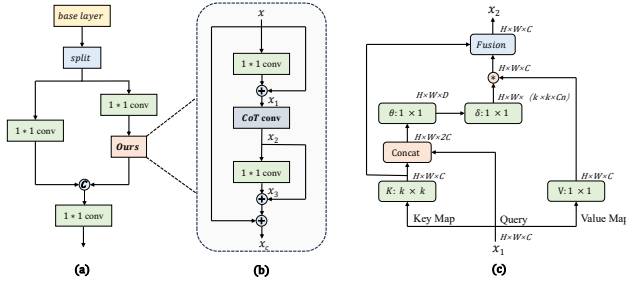 base layer
split
1 * 1 conv
1 * 1 conv
Ours
C
1 * 1 conv
(a)
x
1 * 1 conv
x₁
CoT conv
x₂
1 * 1 conv
x₃
x꜀
(b)
x₂
H×W×C
Fusion
H×W×C
*
H×W×D
H×W×(k×k×Cn)
θ: 1 × 1
δ: 1 × 1
H×W×2C
Concat
H×W×C
H×W×C
K: k × k
V: 1 × 1
Key Map
Query
Value Map
H×W×C
x₁
(c)